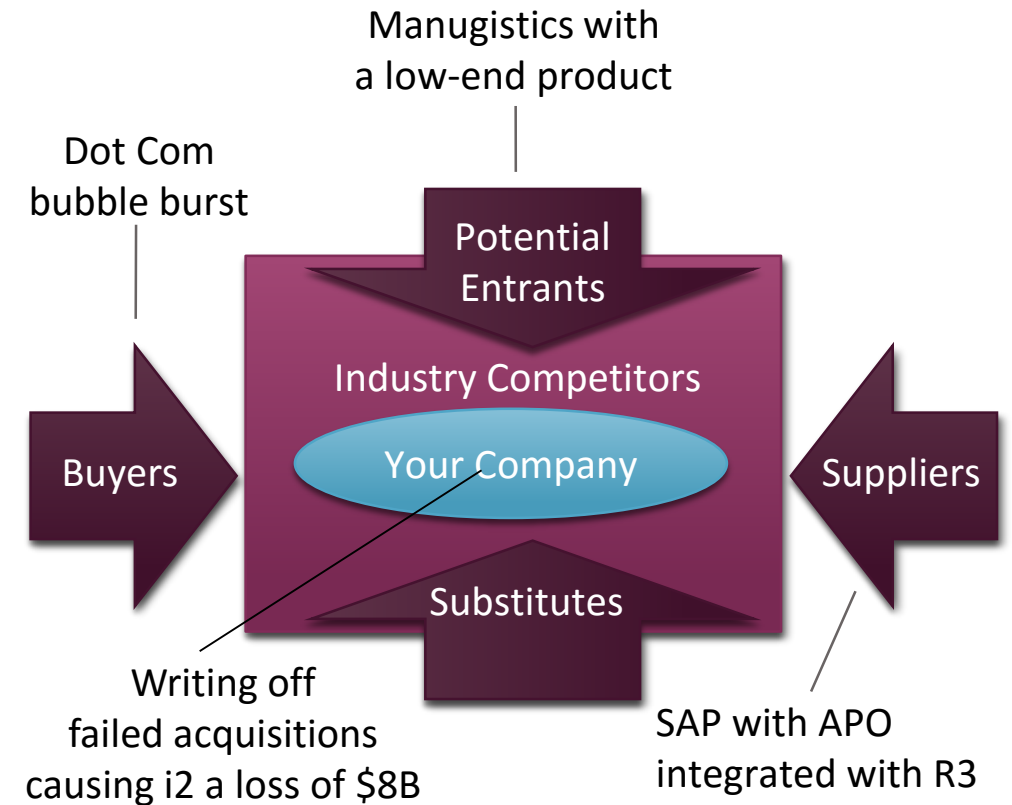 Manugistics with
a low-end product
Dot Com
bubble burst
Potential
Entrants
Industry Competitors
Your Company
Buyers
Suppliers
Substitutes
Writing off
failed acquisitions
causing i2 a loss of $8B
SAP with APO
integrated with R3